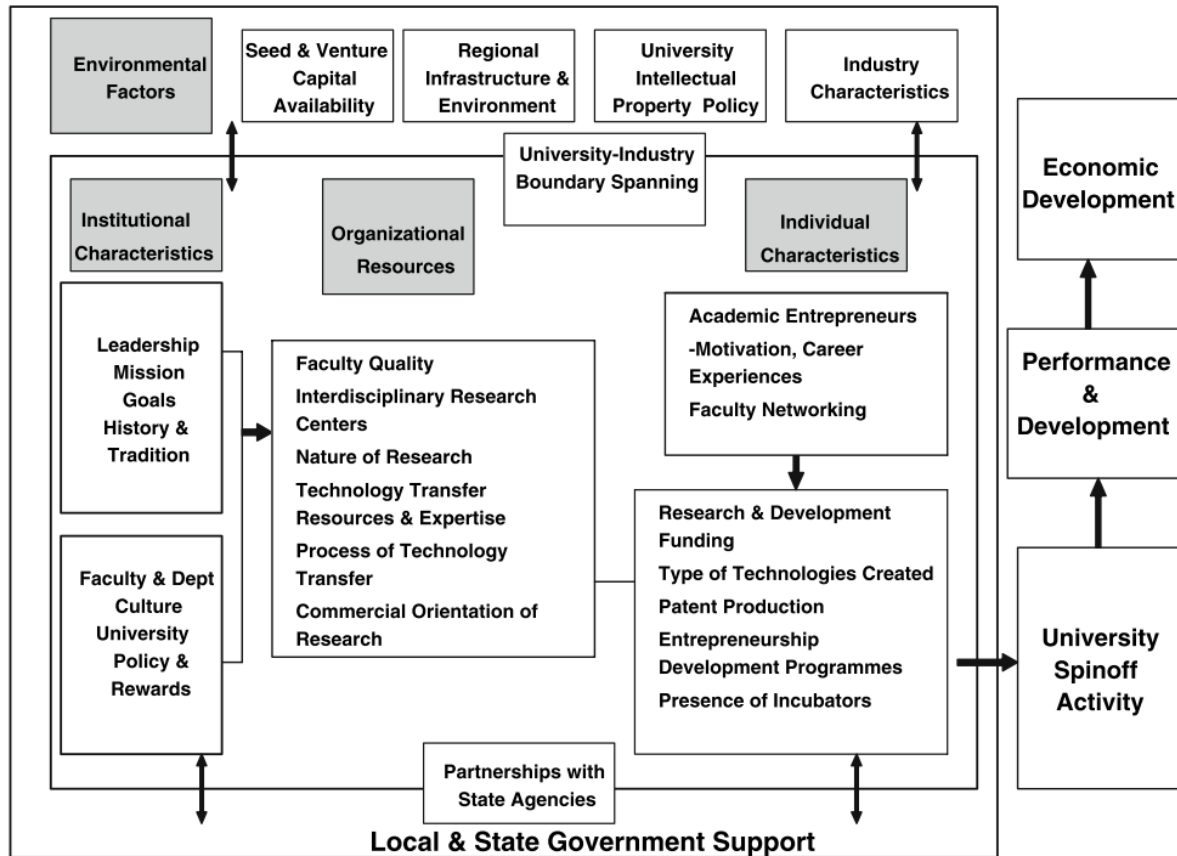 Environmental
Factors
Seed & Venture
Capital
Availability
Regional
Infrastructure &
Environment
University
Intellectual
Property Policy
Industry
Characteristics
University-Industry
Boundary Spanning
Institutional
Characteristics
Organizational
Resources
Individual
Characteristics
Leadership
Mission
Goals
History &
Tradition
Faculty & Dept
Culture
University
Policy &
Rewards
Faculty Quality
Interdisciplinary Research
Centers
Nature of Research
Technology Transfer
Resources & Expertise
Process of Technology
Transfer
Commercial Orientation of
Research
Academic Entrepreneurs
-Motivation, Career
Experiences
Faculty Networking
Research & Development
Funding
Type of Technologies Created
Patent Production
Entrepreneurship
Development Programmes
Presence of Incubators
Partnerships with
State Agencies
Local & State Government Support
Economic
Development
Performance
&
Development
University
Spinoff
Activity